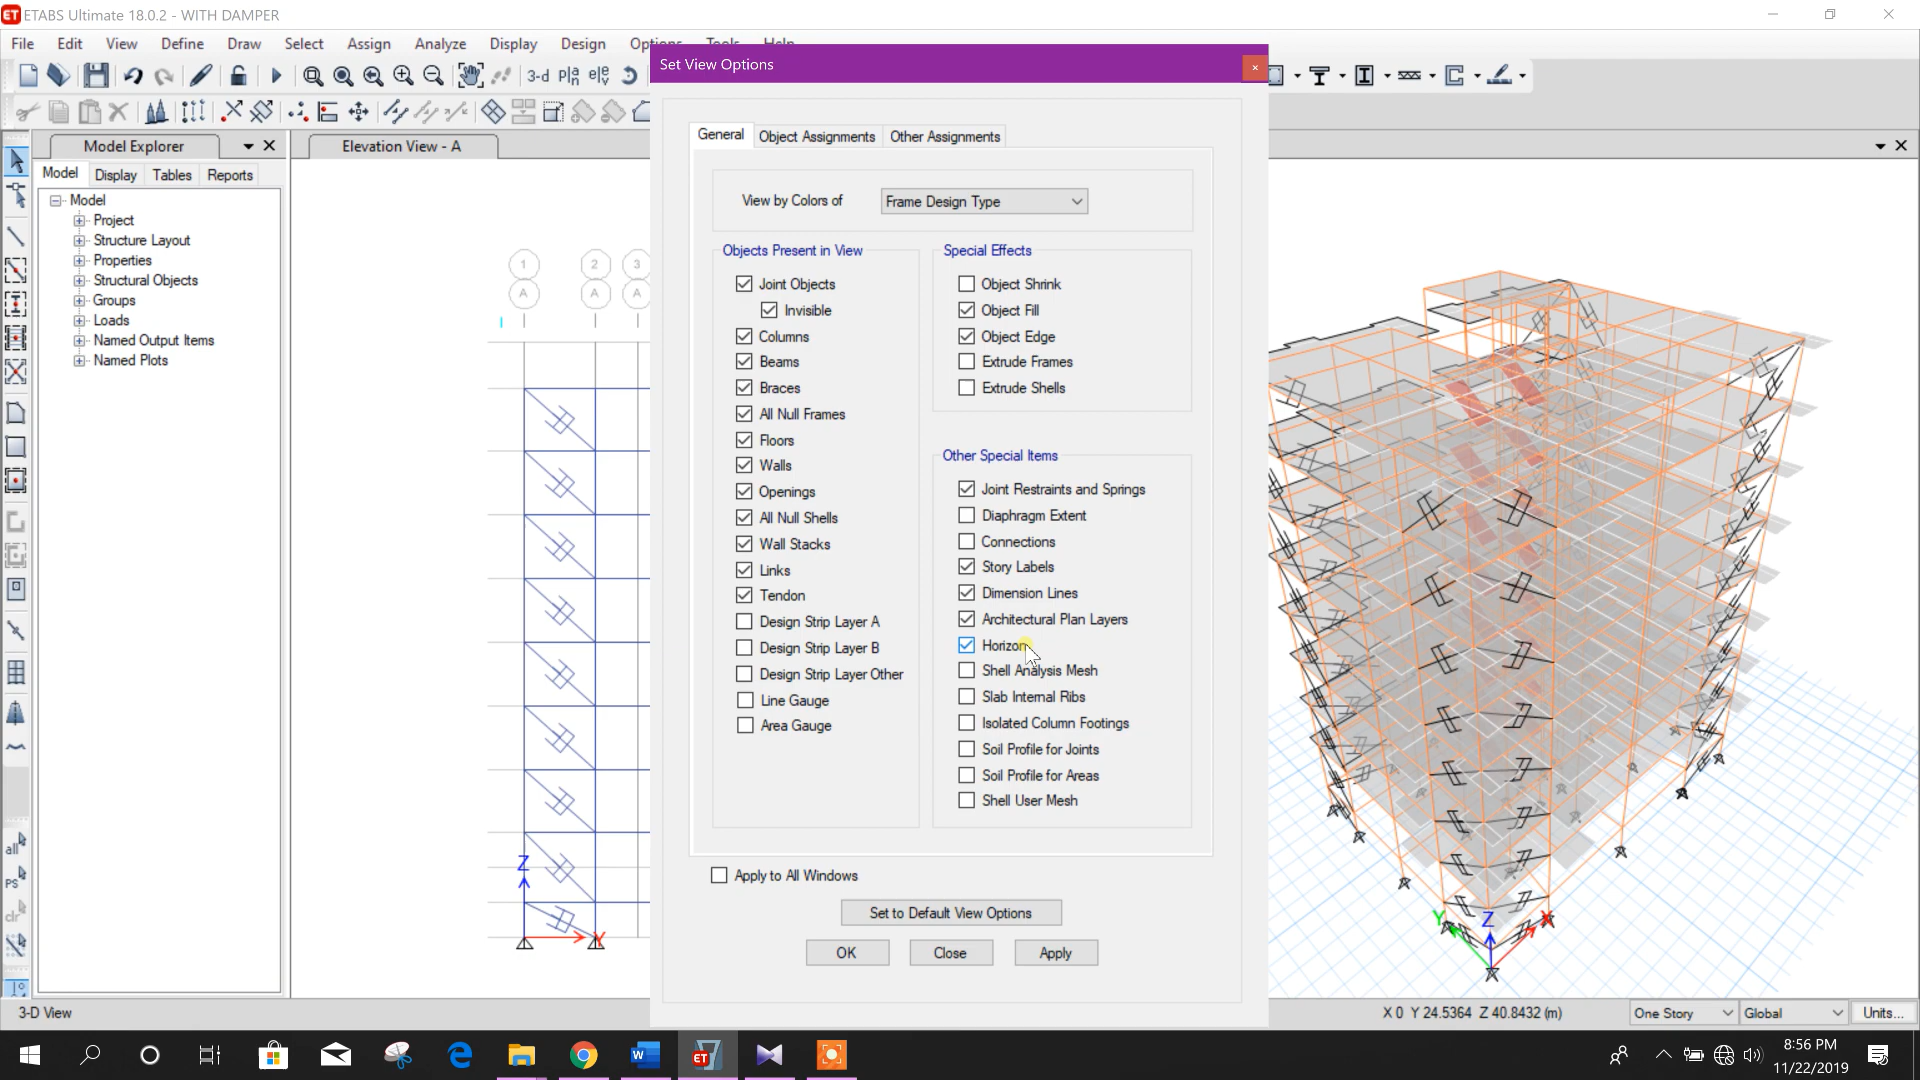 ETABS Ultimate 18.0.2 - WITH DAMPER
File Edit View Define Draw Select Assign Analyze Display Design Options Tools Help
Set View Options
3-d
Model Explorer
Elevation View - A
Model Display Tables Reports
Model
Project
Structure Layout
Properties
Structural Objects
Groups
Loads
Named Output Items
Named Plots
1 2 3
A A A
Z
General Object Assignments Other Assignments
View by Colors of Frame Design Type
Objects Present in View
Joint Objects
Invisible
Columns
Beams
Braces
All Null Frames
Floors
Walls
Openings
All Null Shells
Wall Stacks
Links
Tendon
Design Strip Layer A
Design Strip Layer B
Design Strip Layer Other
Line Gauge
Area Gauge
Special Effects
Object Shrink
Object Fill
Object Edge
Extrude Frames
Extrude Shells
Other Special Items
Joint Restraints and Springs
Diaphragm Extent
Connections
Story Labels
Dimension Lines
Architectural Plan Layers
Horizon
Shell Analysis Mesh
Slab Internal Ribs
Isolated Column Footings
Soil Profile for Joints
Soil Profile for Areas
Shell User Mesh
Apply to All Windows
Set to Default View Options
OK Close Apply
Y Z X
all
PS
clr
3-D View
X 0 Y 24.5364 Z 40.8432 (m)
One Story Global Units...
8:56 PM
11/22/2019